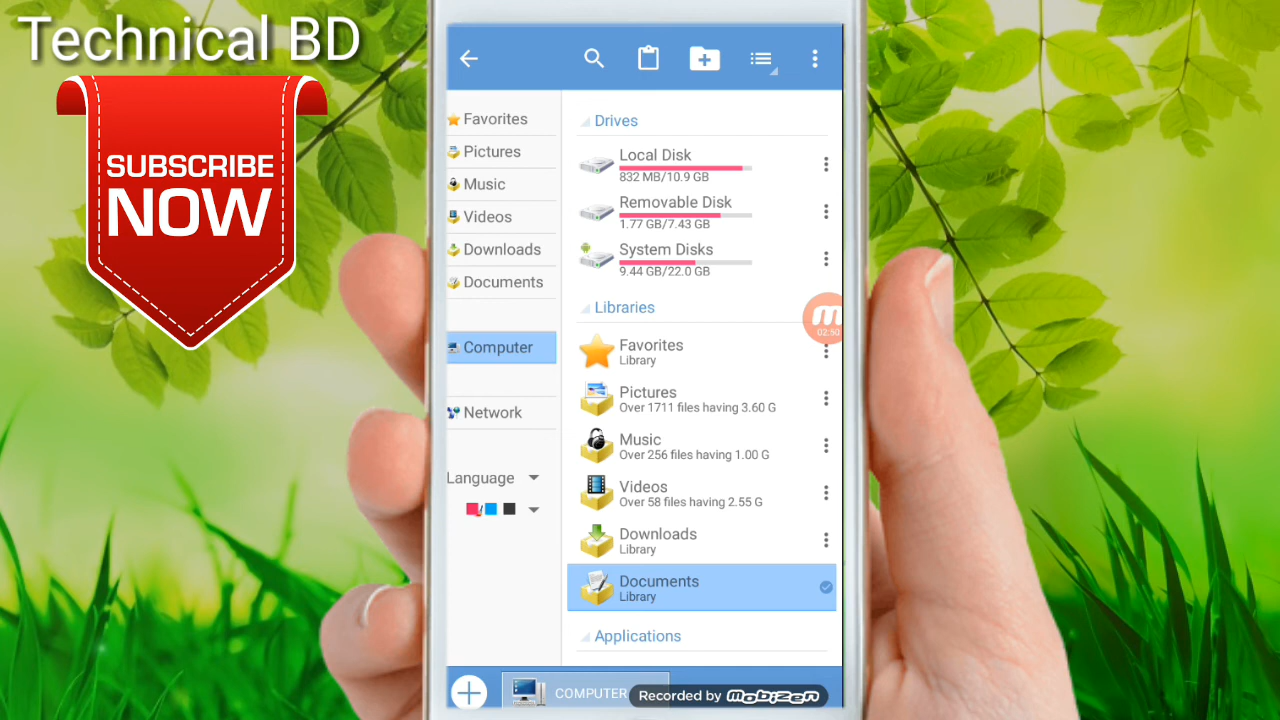 Technical BD
SUBSCRIBE
NOW
Favorites
Pictures
Music
Videos
Downloads
Documents
Computer
Network
Language
Drives
Local Disk
832 MB/10.9 GB
Removable Disk
1.77 GB/7.43 GB
System Disks
9.44 GB/22.0 GB
Libraries
m
02:50
Favorites
Library
Pictures
Over 1711 files having 3.60 G
Music
Over 256 files having 1.00 G
Videos
Over 58 files having 2.55 G
Downloads
Library
Documents
Library
Applications
COMPUTER
Recorded by mobizen